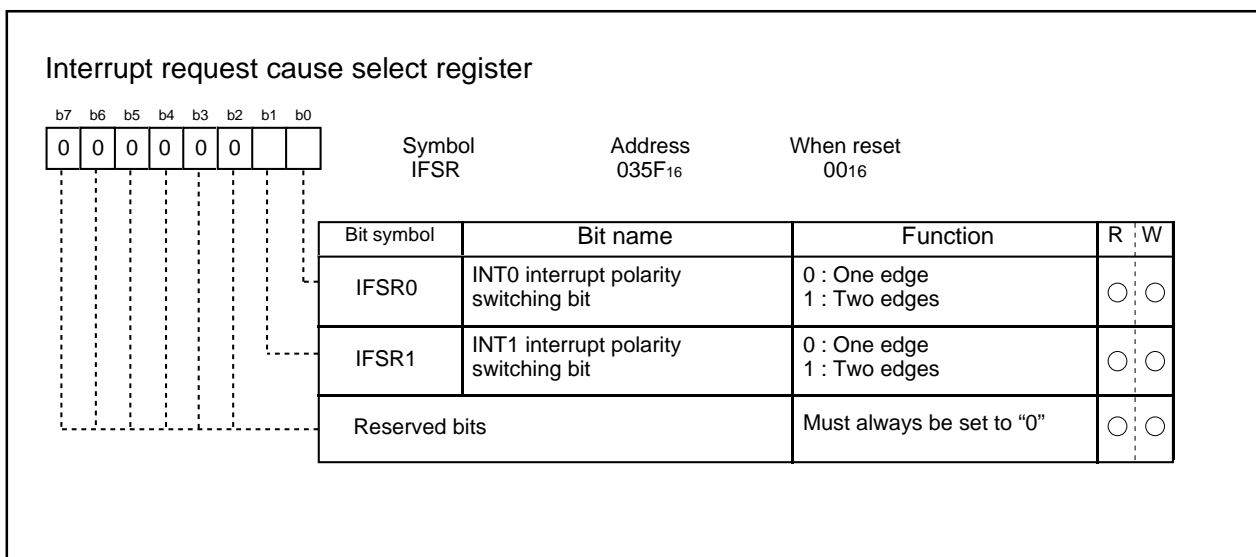 Interrupt request cause select register
b7 b6 b5 b4 b3 b2 b1 b0
0 0 0 0 0 0
Symbol Address When reset
IFSR 035F16 0016
Bit symbol Bit name Function R W
IFSR0 INT0 interrupt polarity switching bit 0 : One edge
1 : Two edges
IFSR1 INT1 interrupt polarity switching bit 0 : One edge
1 : Two edges
Reserved bits Must always be set to “0”